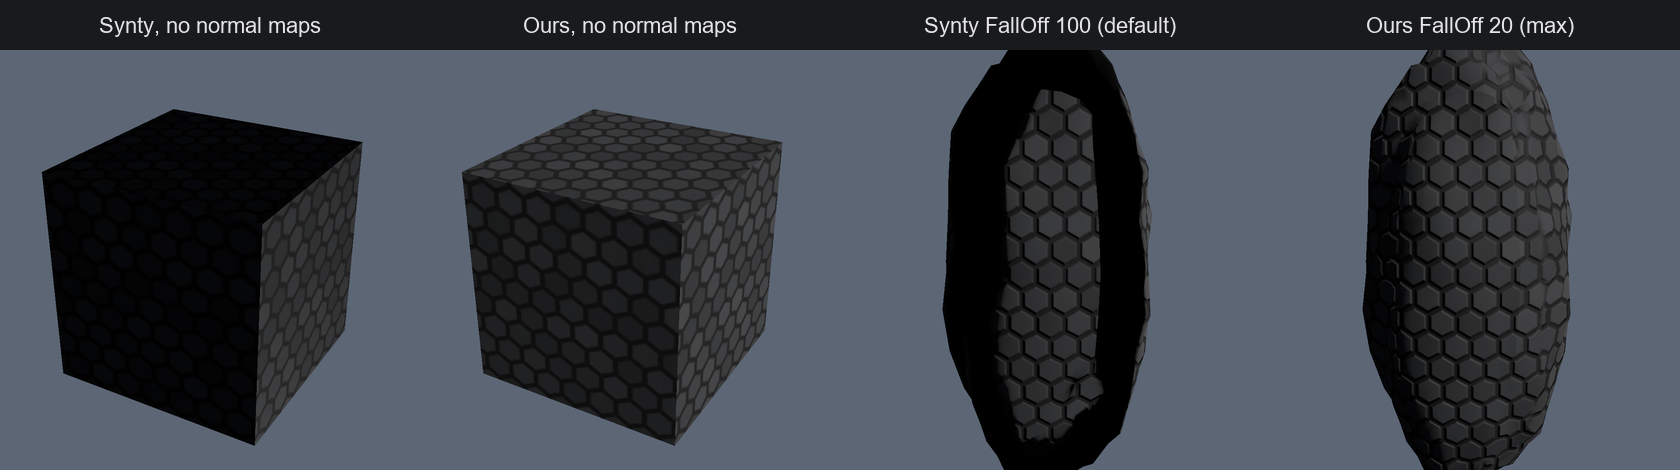 Synty, no normal maps
Ours, no normal maps
Synty FallOff 100 (default)
Ours FallOff 20 (max)